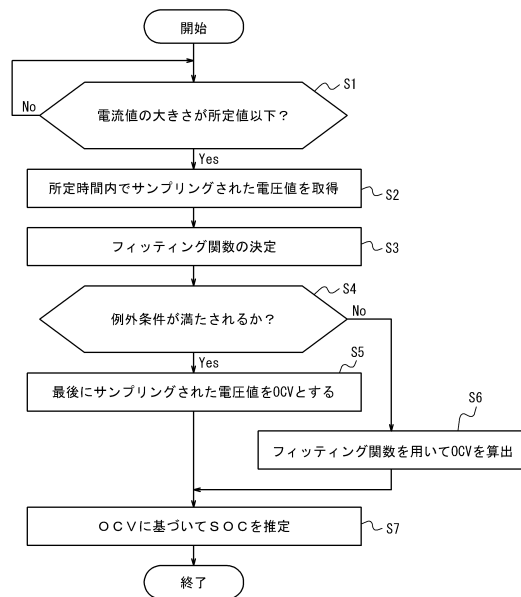 開始
S1
No
電流値の大きさが所定値以下？
Yes
所定時間内でサンプリングされた電圧値を取得
S2
フィッティング関数の決定
S3
S4
例外条件が満たされるか？
No
Yes
S5
最後にサンプリングされた電圧値をOCVとする
S6
フィッティング関数を用いてOCVを算出
ＯＣＶに基づいてＳＯＣを推定
S7
終了